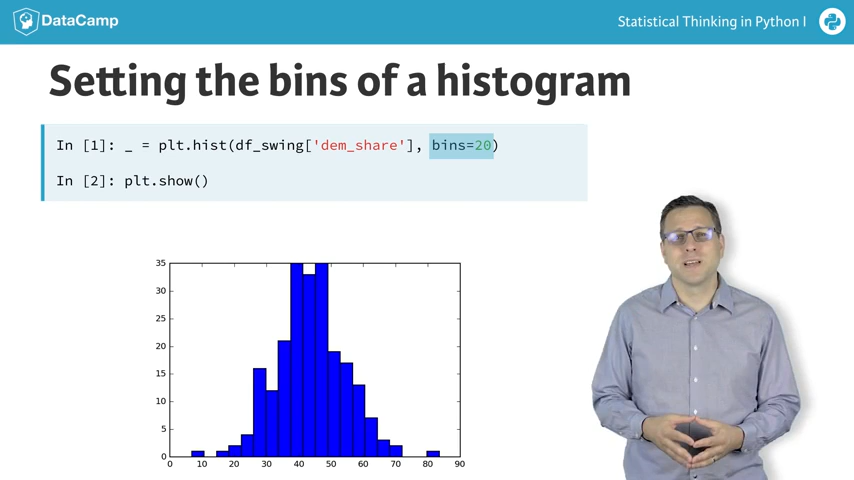 DataCamp
Statistical Thinking in Python I
Setting the bins of a histogram
In [1]: _ = plt.hist(df_swing['dem_share'], bins=20)
In [2]: plt.show()
35
30
25
20
15
10
5
0
0 10 20 30 40 50 60 70 80 90